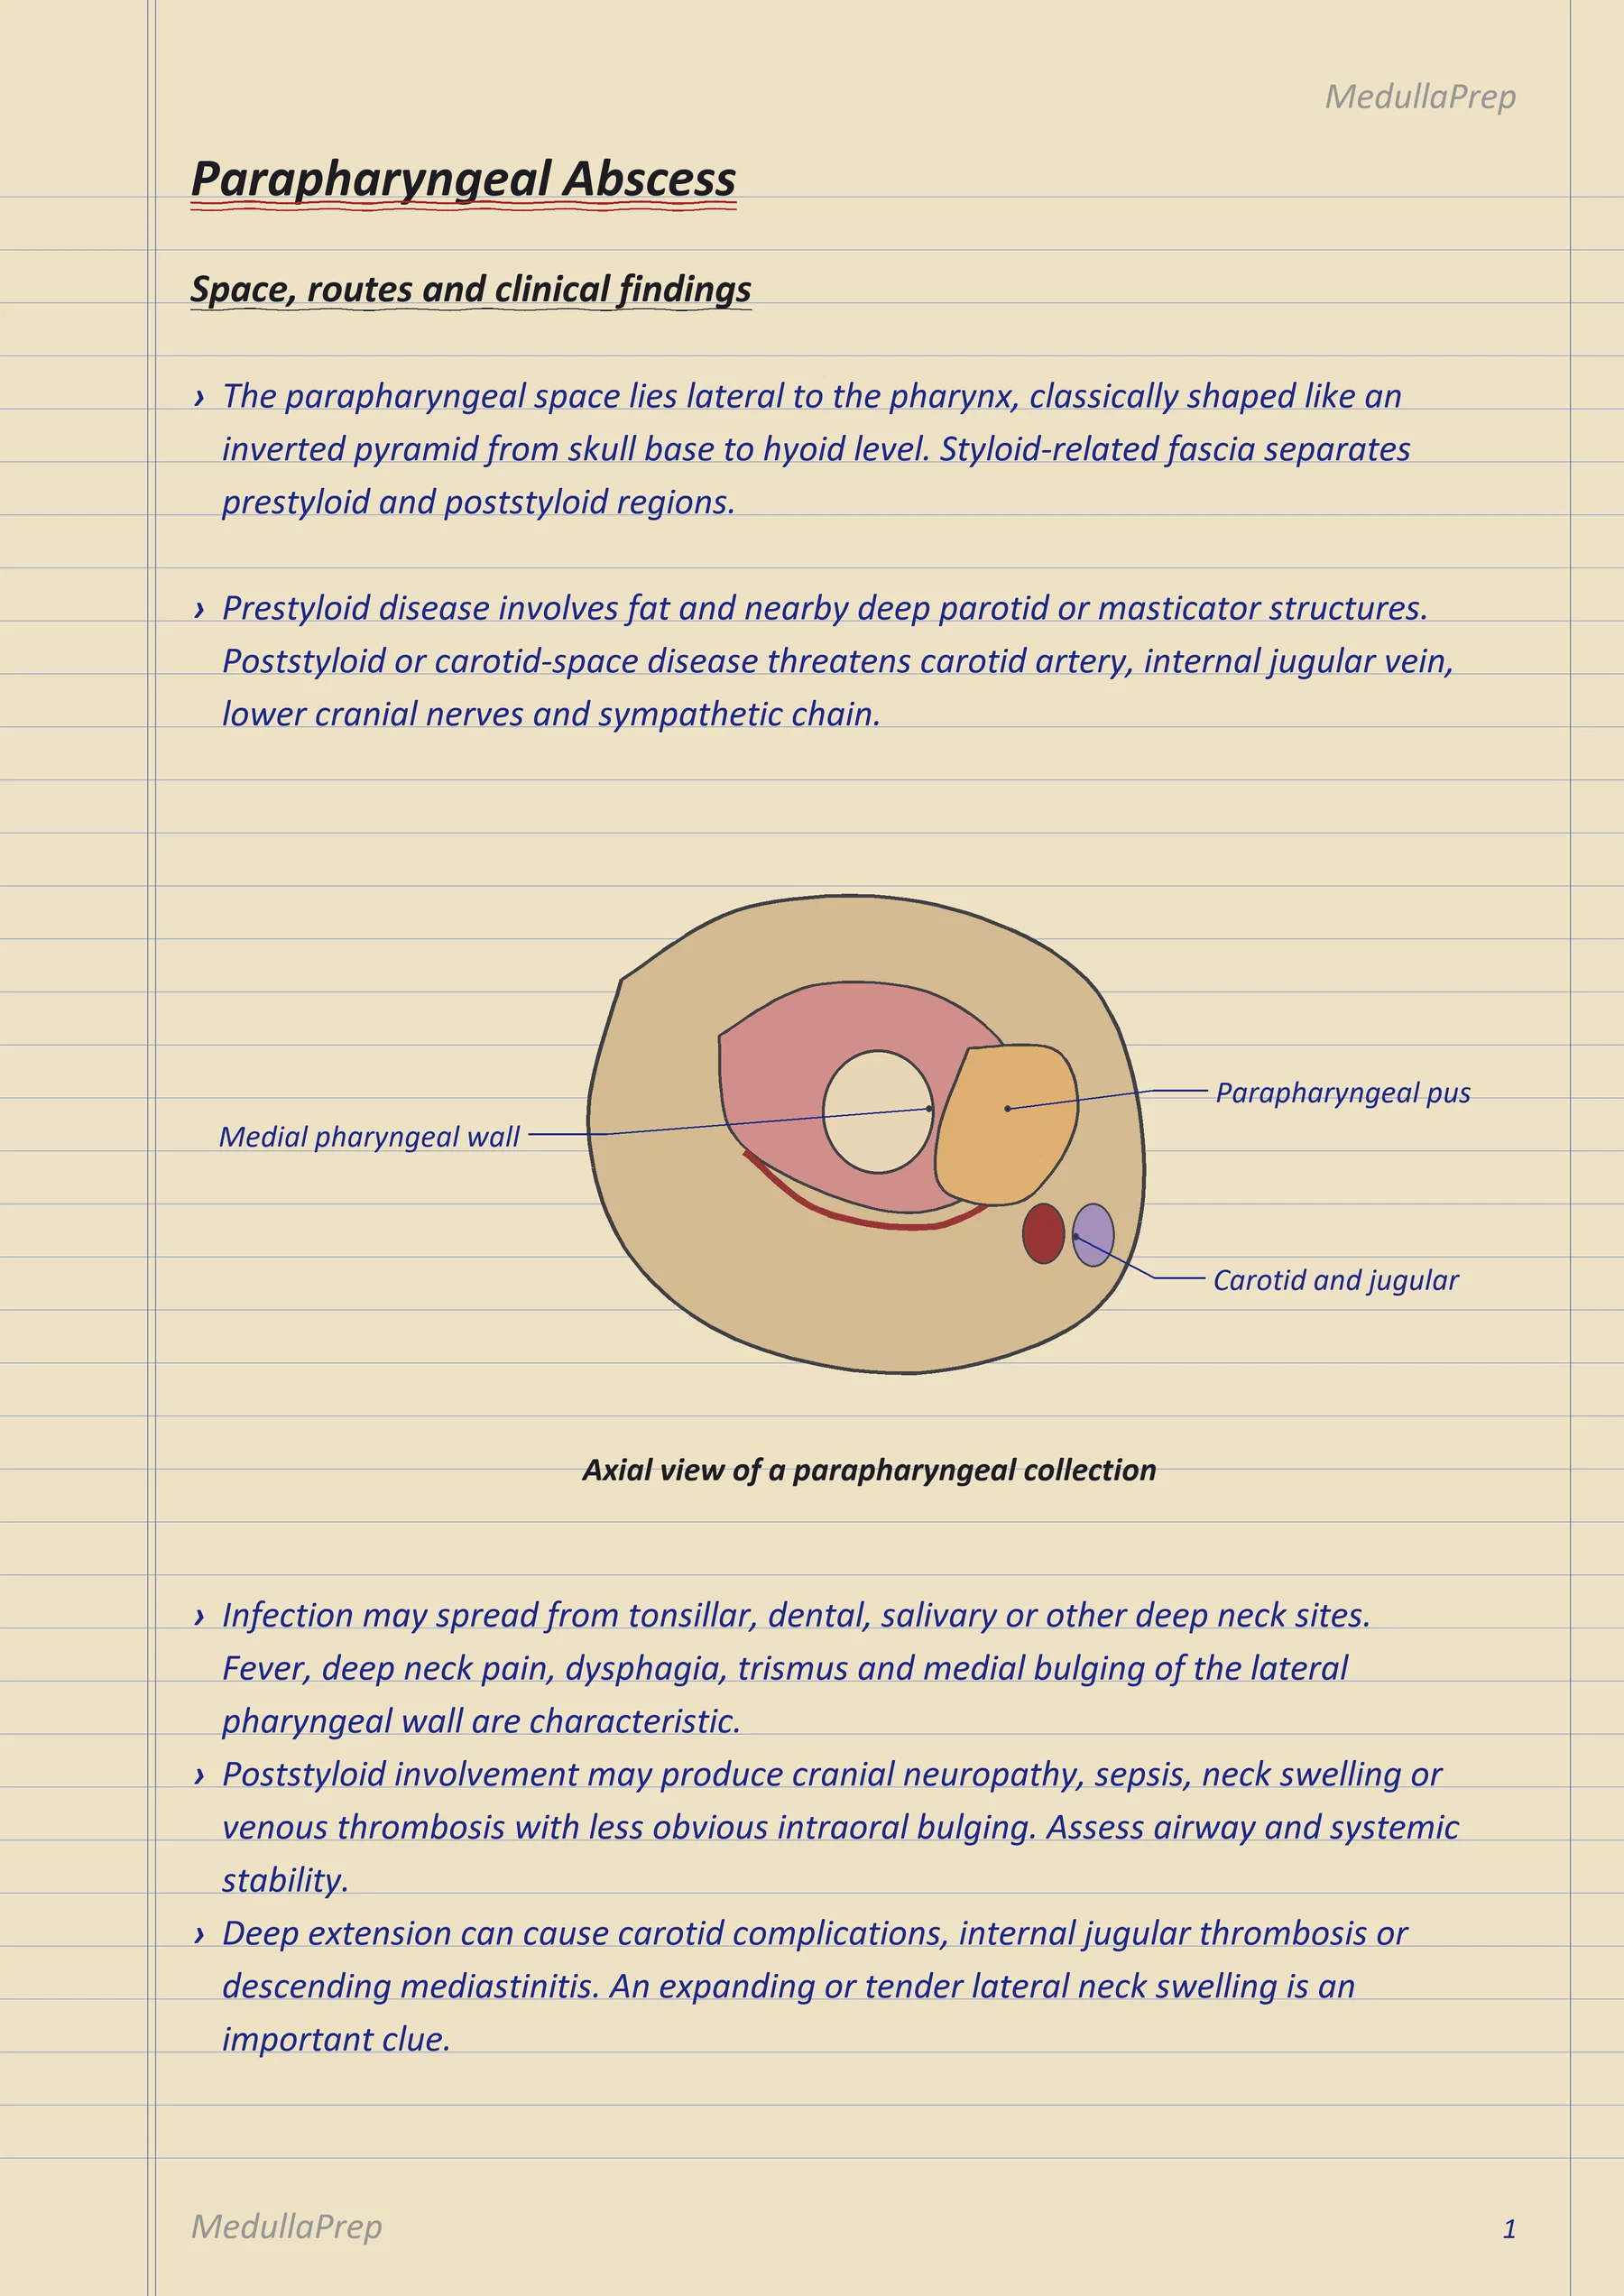 MedullaPrep
Parapharyngeal Abscess
Space, routes and clinical findings
› The parapharyngeal space lies lateral to the pharynx, classically shaped like an
inverted pyramid from skull base to hyoid level. Styloid-related fascia separates
prestyloid and poststyloid regions.
› Prestyloid disease involves fat and nearby deep parotid or masticator structures.
Poststyloid or carotid-space disease threatens carotid artery, internal jugular vein,
lower cranial nerves and sympathetic chain.
Parapharyngeal pus
Medial pharyngeal wall
Carotid and jugular
Axial view of a parapharyngeal collection
› Infection may spread from tonsillar, dental, salivary or other deep neck sites.
Fever, deep neck pain, dysphagia, trismus and medial bulging of the lateral
pharyngeal wall are characteristic.
› Poststyloid involvement may produce cranial neuropathy, sepsis, neck swelling or
venous thrombosis with less obvious intraoral bulging. Assess airway and systemic
stability.
› Deep extension can cause carotid complications, internal jugular thrombosis or
descending mediastinitis. An expanding or tender lateral neck swelling is an
important clue.
MedullaPrep
1